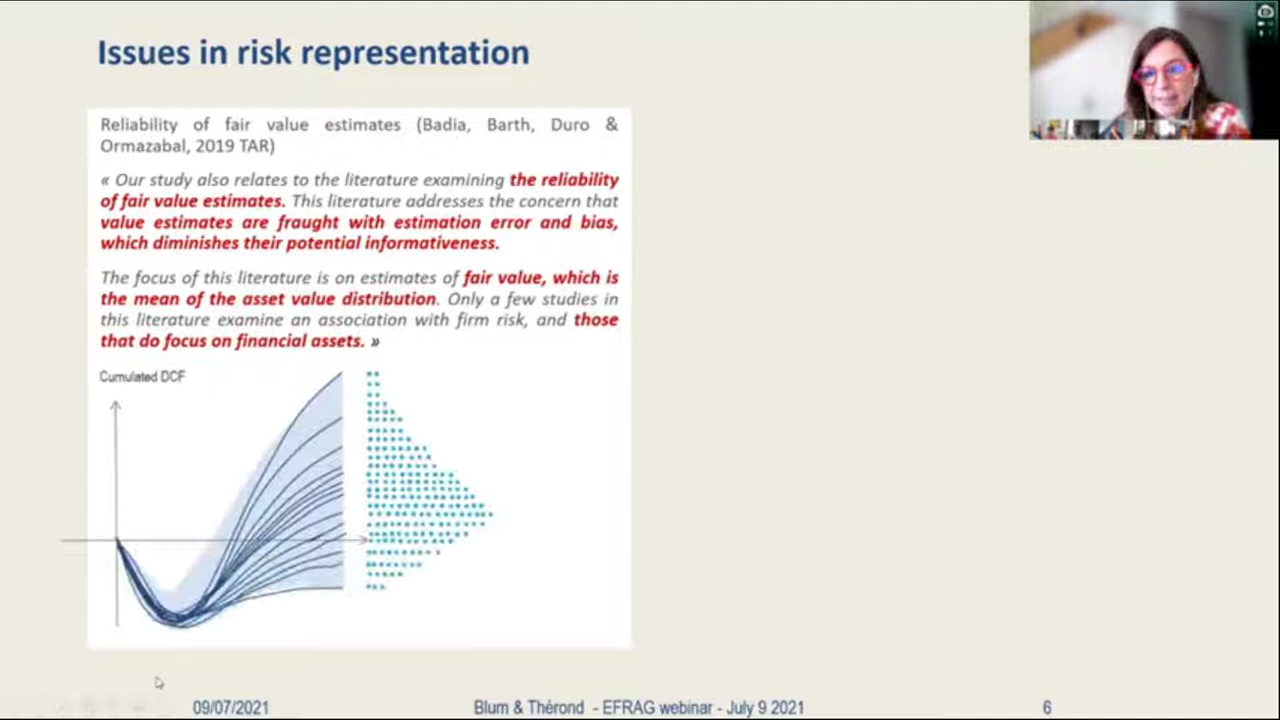 Issues in risk representation
Reliability of fair value estimates (Badia, Barth, Duro &
Ormazabal, 2019 TAR)
« Our study also relates to the literature examining the reliability
of fair value estimates. This literature addresses the concern that
value estimates are fraught with estimation error and bias,
which diminishes their potential informativeness.
The focus of this literature is on estimates of fair value, which is
the mean of the asset value distribution. Only a few studies in
this literature examine an association with firm risk, and those
that do focus on financial assets. »
Cumulated DCF
09/07/2021
Blum & Thérond - EFRAG webinar - July 9 2021
6